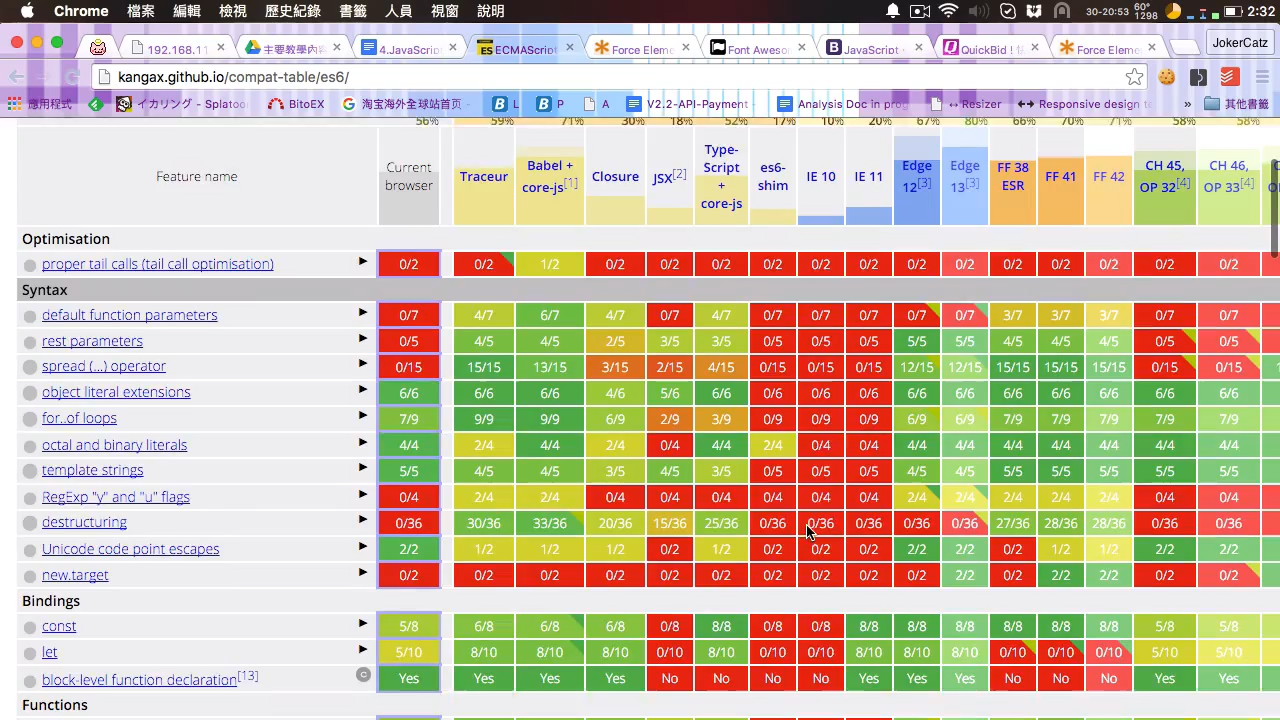 Chrome 檔案 編輯 檢視 歷史紀錄 書籤 人員 視窗 說明 30-20:53 60° 1298 2:32
192.168.11 主要教學內容 4.JavaScript ECMAScript Force Elem Font Aweso JavaScript QuickBid ! Force Elem JokerCatz
kangax.github.io/compat-table/es6/
應用程式 イカリング - Splato BitoEX 淘宝海外全球站首页 - L P A V2.2-API-Payment Analysis Doc in prog ↔ Resizer Responsive design te » 其他書籤
56% 59% 71% 30% 18% 52% 17% 10% 20% 67% 80% 66% 70% 71% 58% 58%
Feature name Current browser Traceur Babel + core-js[1] Closure JSX[2] Type-Script + core-js es6-shim IE 10 IE 11 Edge 12[3] Edge 13[3] FF 38 ESR FF 41 FF 42 CH 45, OP 32[4] CH 46, OP 33[4]
Optimisation
proper tail calls (tail call optimisation) 0/2 0/2 1/2 0/2 0/2 0/2 0/2 0/2 0/2 0/2 0/2 0/2 0/2 0/2 0/2 0/2
Syntax
default function parameters 0/7 4/7 6/7 4/7 0/7 4/7 0/7 0/7 0/7 0/7 0/7 3/7 3/7 3/7 0/7 0/7
rest parameters 0/5 4/5 4/5 2/5 3/5 3/5 0/5 0/5 0/5 5/5 5/5 4/5 4/5 4/5 0/5 0/5
spread (...) operator 0/15 15/15 13/15 3/15 2/15 4/15 0/15 0/15 0/15 12/15 12/15 15/15 15/15 15/15 0/15 0/15
object literal extensions 6/6 6/6 6/6 4/6 5/6 6/6 0/6 0/6 0/6 6/6 6/6 6/6 6/6 6/6 6/6 6/6
for..of loops 7/9 9/9 9/9 6/9 2/9 3/9 0/9 0/9 0/9 6/9 6/9 7/9 7/9 7/9 7/9 7/9
octal and binary literals 4/4 2/4 4/4 2/4 0/4 4/4 2/4 0/4 0/4 4/4 4/4 4/4 4/4 4/4 4/4 4/4
template strings 5/5 4/5 4/5 3/5 4/5 3/5 0/5 0/5 0/5 4/5 4/5 5/5 5/5 5/5 5/5 5/5
RegExp "y" and "u" flags 0/4 2/4 2/4 0/4 0/4 0/4 0/4 0/4 0/4 2/4 2/4 2/4 2/4 2/4 0/4 0/4
destructuring 0/36 30/36 33/36 20/36 15/36 25/36 0/36 0/36 0/36 0/36 0/36 27/36 28/36 28/36 0/36 0/36
Unicode code point escapes 2/2 1/2 1/2 1/2 0/2 1/2 0/2 0/2 0/2 2/2 2/2 0/2 1/2 1/2 2/2 2/2
new.target 0/2 0/2 0/2 0/2 0/2 0/2 0/2 0/2 0/2 0/2 2/2 0/2 2/2 2/2 0/2 0/2
Bindings
const 5/8 6/8 6/8 6/8 0/8 8/8 0/8 0/8 8/8 8/8 8/8 8/8 8/8 8/8 5/8 5/8
let 5/10 8/10 8/10 8/10 0/10 8/10 0/10 0/10 8/10 8/10 8/10 0/10 0/10 0/10 5/10 5/10
block-level function declaration[13] C Yes Yes Yes Yes No No No No Yes Yes Yes No No No Yes Yes
Functions